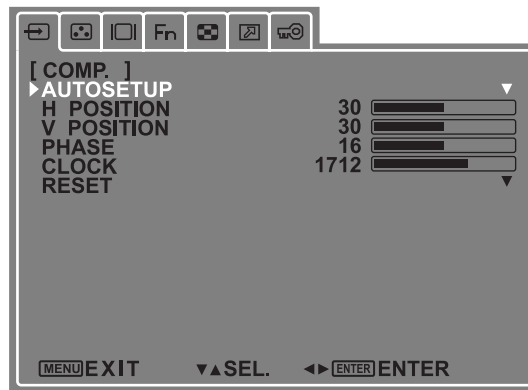 Fn
[ COMP. ]
▶AUTOSETUP ▼
H POSITION 30
V POSITION 30
PHASE 16
CLOCK 1712
RESET ▼
MENU EXIT ▼▲SEL. ◀▶ ENTER ENTER